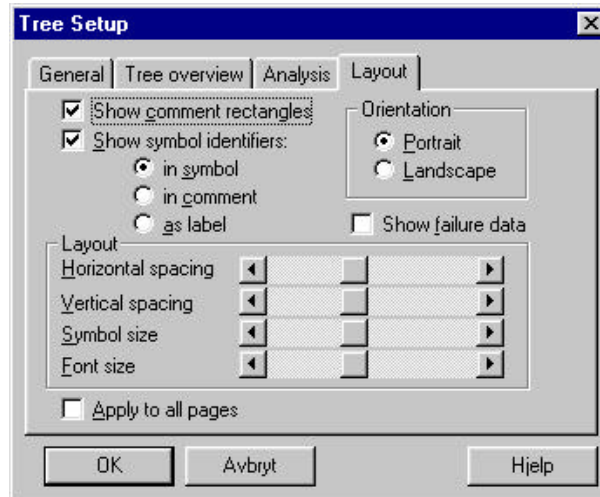 Tree Setup
General Tree overview Analysis Layout
Show comment rectangles
Show symbol identifiers:
in symbol
in comment
as label
Orientation
Portrait
Landscape
Show failure data
Layout
Horizontal spacing
Vertical spacing
Symbol size
Font size
Apply to all pages
OK Avbryt Hjelp